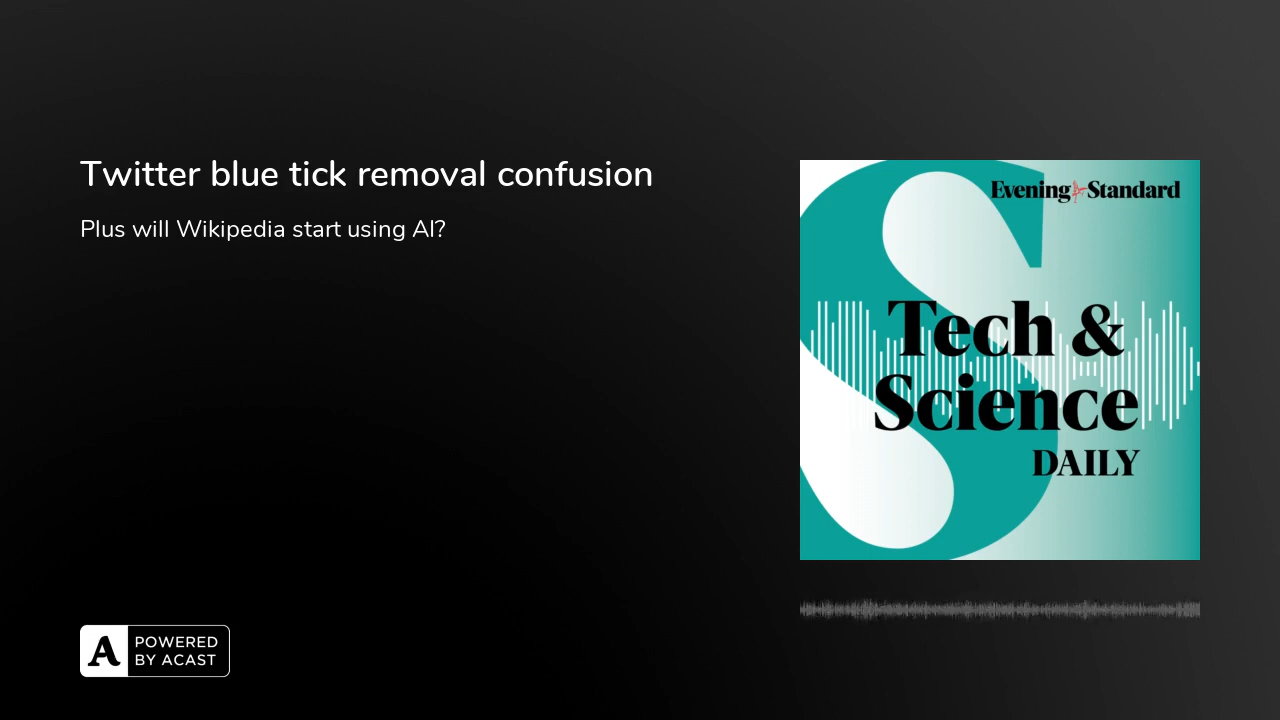 Twitter blue tick removal confusion
Plus will Wikipedia start using AI?
Evening Standard
Tech &
Science
DAILY
A POWERED
BY ACAST